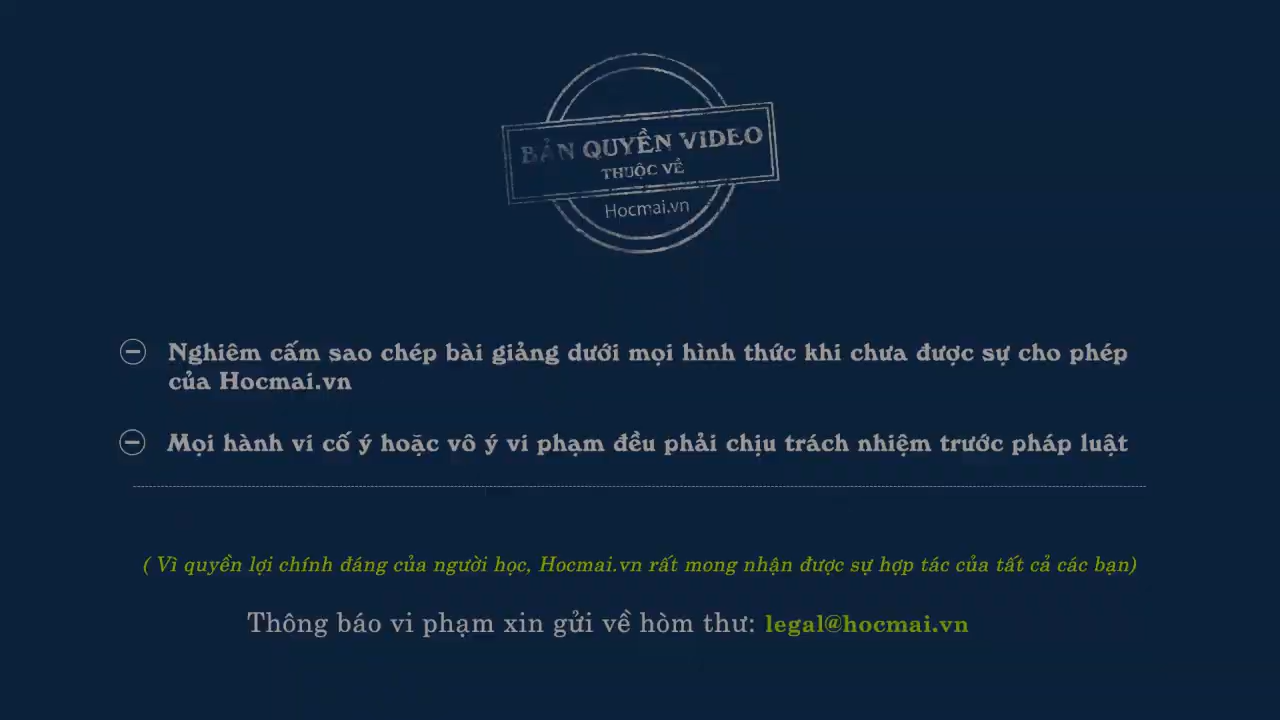 BẢN QUYỀN VIDEO
THUỘC VỀ
Hocmai.vn
Nghiêm cấm sao chép bài giảng dưới mọi hình thức khi chưa được sự cho phép
của Hocmai.vn
Mọi hành vi cố ý hoặc vô ý vi phạm đều phải chịu trách nhiệm trước pháp luật
( Vì quyền lợi chính đáng của người học, Hocmai.vn rất mong nhận được sự hợp tác của tất cả các bạn)
Thông báo vi phạm xin gửi về hòm thư: legal@hocmai.vn